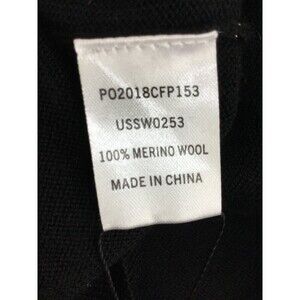 PO2018CFP153
USSW0253
100% MERINO WOOL
MADE IN CHINA